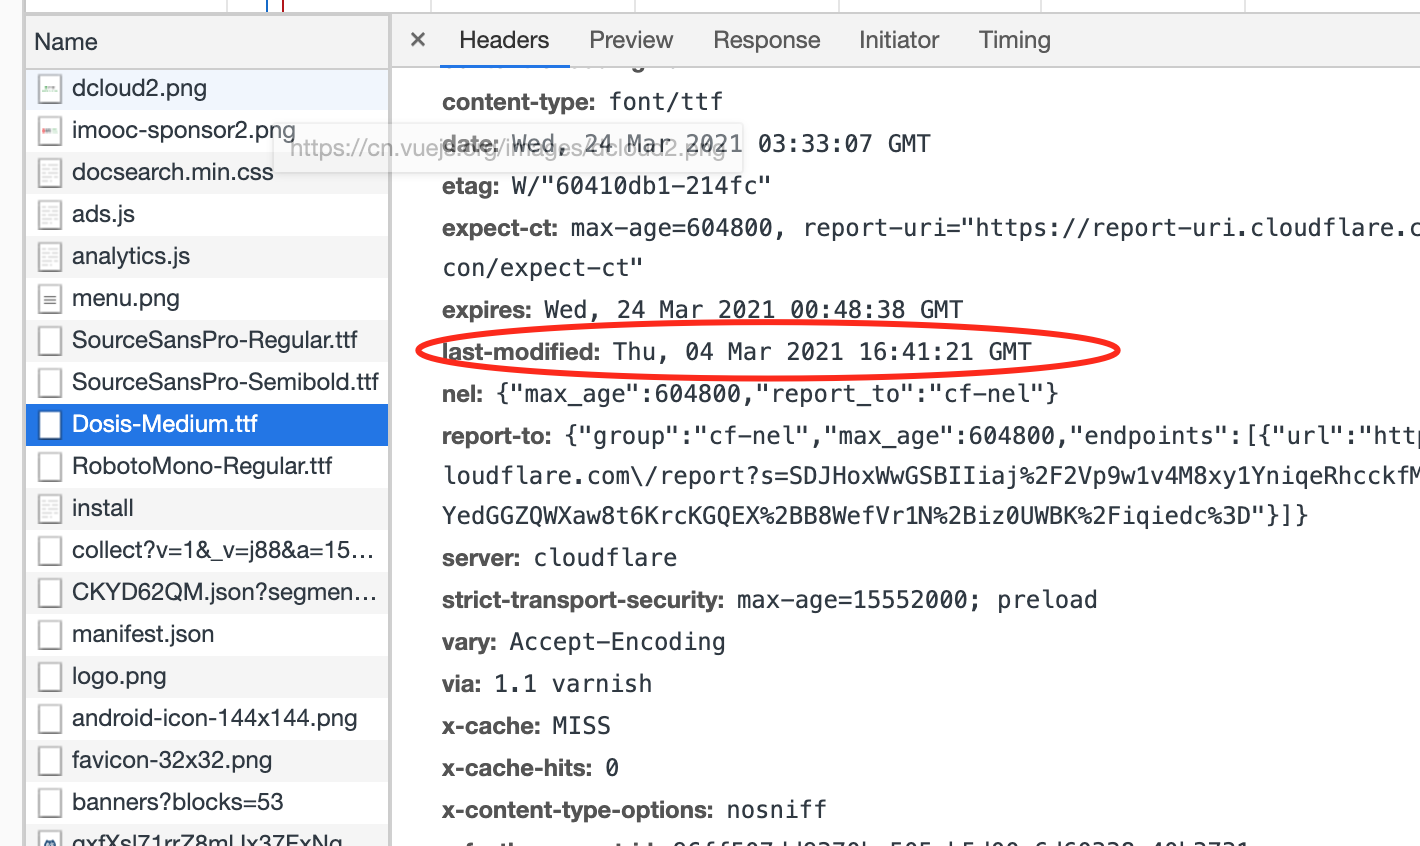 Name
dcloud2.png
imooc-sponsor2.png
docsearch.min.css
ads.js
analytics.js
menu.png
SourceSansPro-Regular.ttf
SourceSansPro-Semibold.ttf
Dosis-Medium.ttf
RobotoMono-Regular.ttf
install
collect?v=1&_v=j88&a=15…
CKYD62QM.json?segmen…
manifest.json
logo.png
android-icon-144x144.png
favicon-32x32.png
banners?blocks=53
https://cn.vuejs.org/images/dcloud2.png
× Headers Preview Response Initiator Timing
content-type: font/ttf
date: Wed, 24 Mar 2021 03:33:07 GMT
etag: W/"60410db1-214fc"
expect-ct: max-age=604800, report-uri="https://report-uri.cloudflare.c
con/expect-ct"
expires: Wed, 24 Mar 2021 00:48:38 GMT
last-modified: Thu, 04 Mar 2021 16:41:21 GMT
nel: {"max_age":604800,"report_to":"cf-nel"}
report-to: {"group":"cf-nel","max_age":604800,"endpoints":[{"url":"http
loudflare.com\/report?s=SDJHoxWwGSBIIiaj%2F2Vp9w1v4M8xy1YniqeRhcckfM
YedGGZQWXaw8t6KrcKGQEX%2BB8WefVr1N%2Biz0UWBK%2Fiqiedc%3D"}]}
server: cloudflare
strict-transport-security: max-age=15552000; preload
vary: Accept-Encoding
via: 1.1 varnish
x-cache: MISS
x-cache-hits: 0
x-content-type-options: nosniff